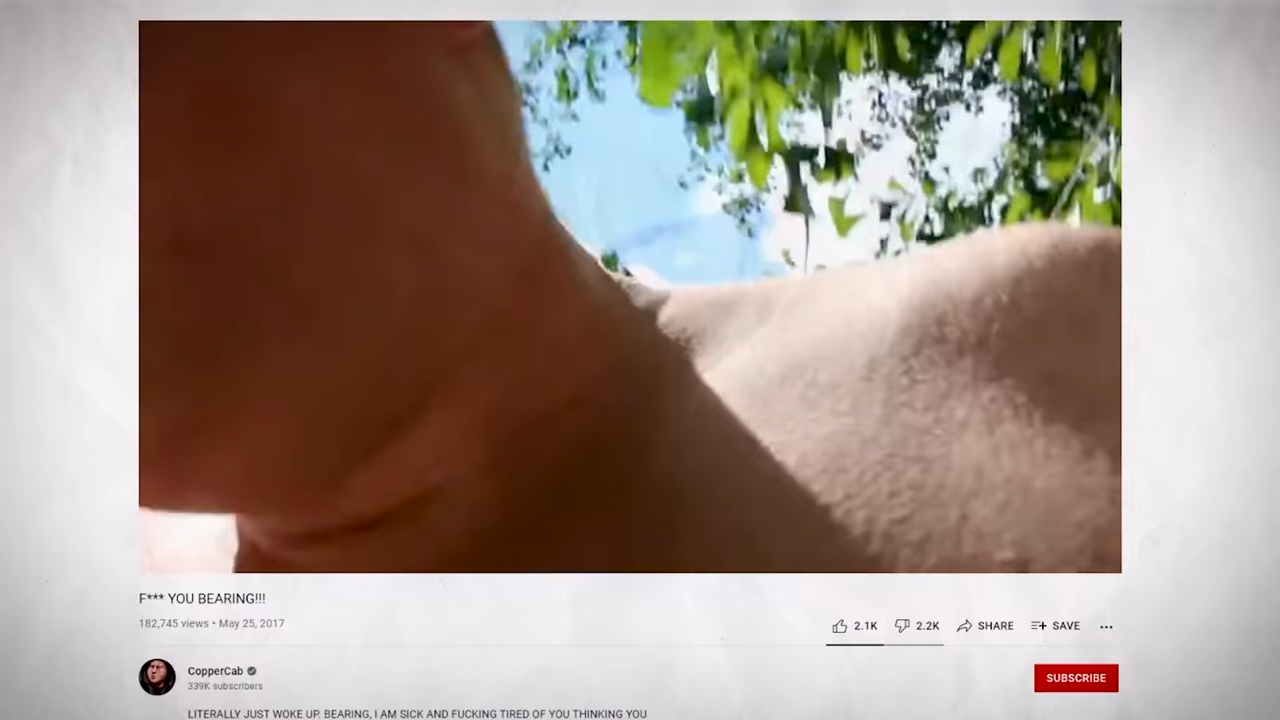 F*** YOU BEARING!!!
182,745 views • May 25, 2017
2.1K 2.2K SHARE SAVE
CopperCab
339K subscribers
SUBSCRIBE
LITERALLY JUST WOKE UP. BEARING, I AM SICK AND FUCKING TIRED OF YOU THINKING YOU